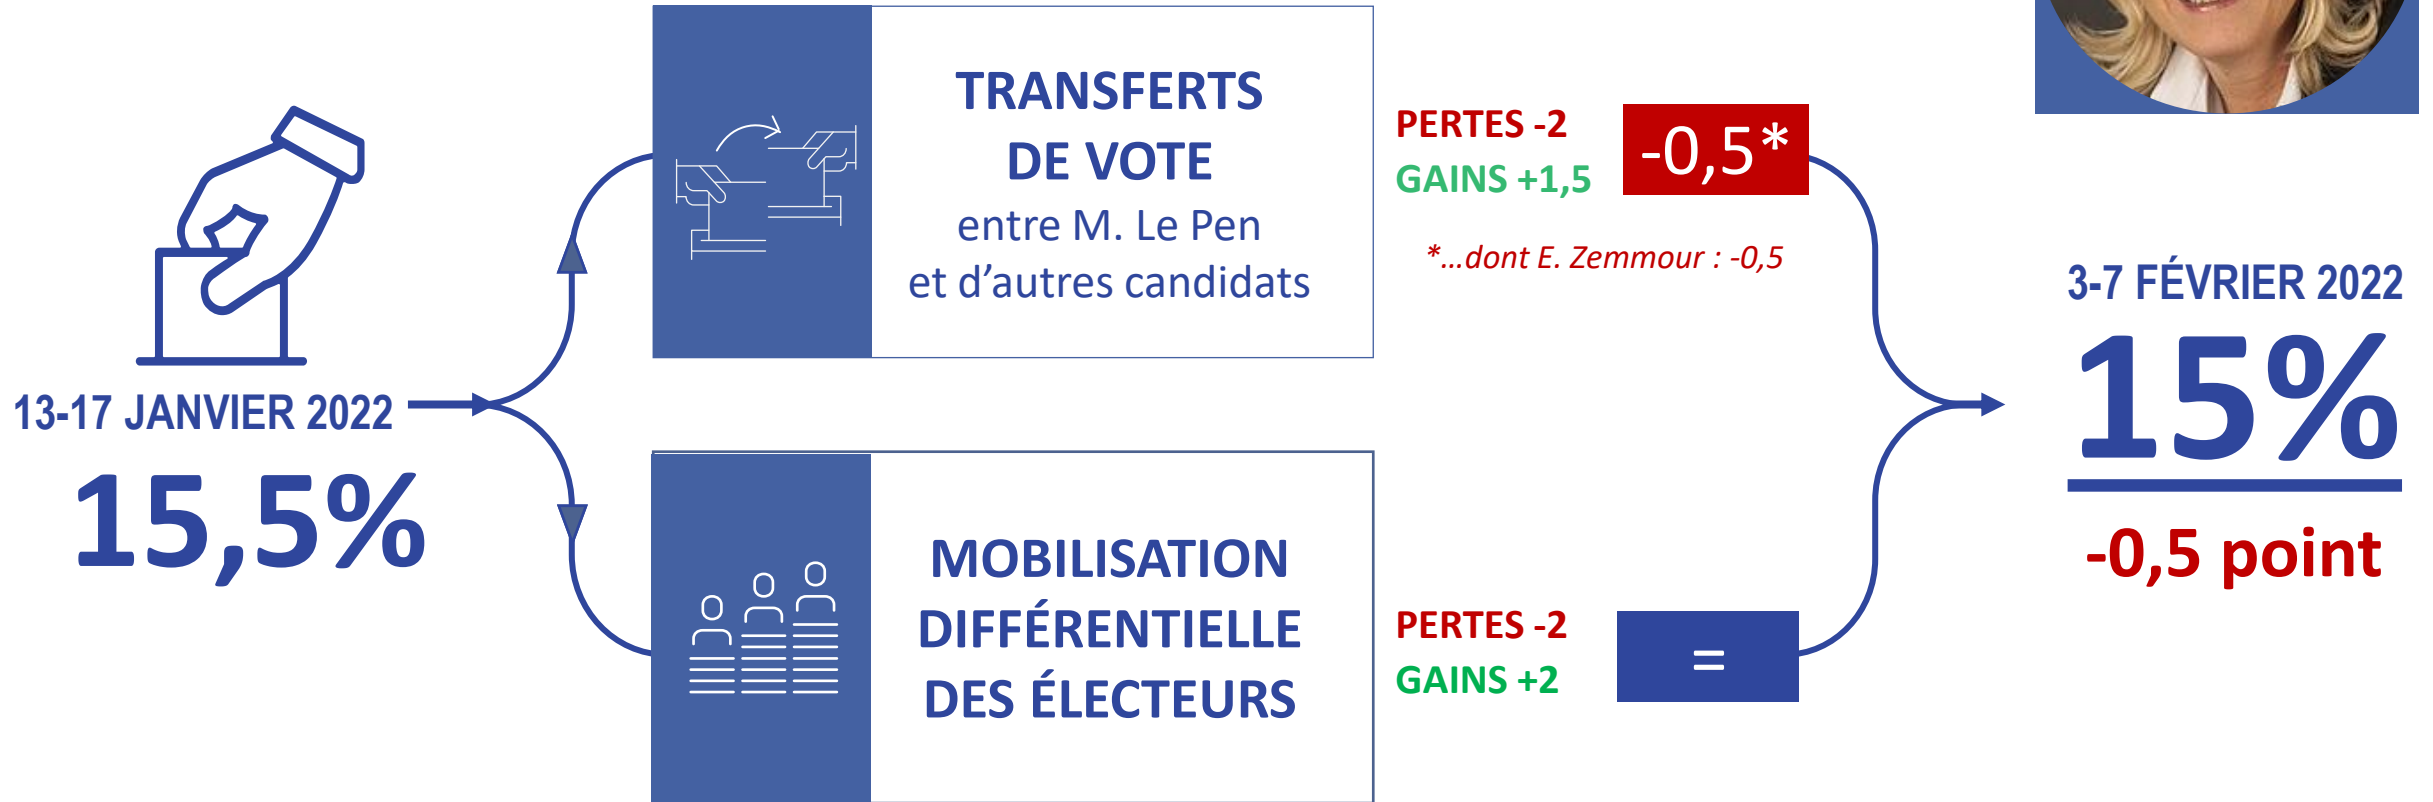 13-17 JANVIER 2022
15,5%
TRANSFERTS
DE VOTE
entre M. Le Pen
et d’autres candidats
PERTES -2
GAINS +1,5
-0,5*
*…dont E. Zemmour : -0,5
MOBILISATION
DIFFÉRENTIELLE
DES ÉLECTEURS
PERTES -2
GAINS +2
=
3-7 FÉVRIER 2022
15%
-0,5 point